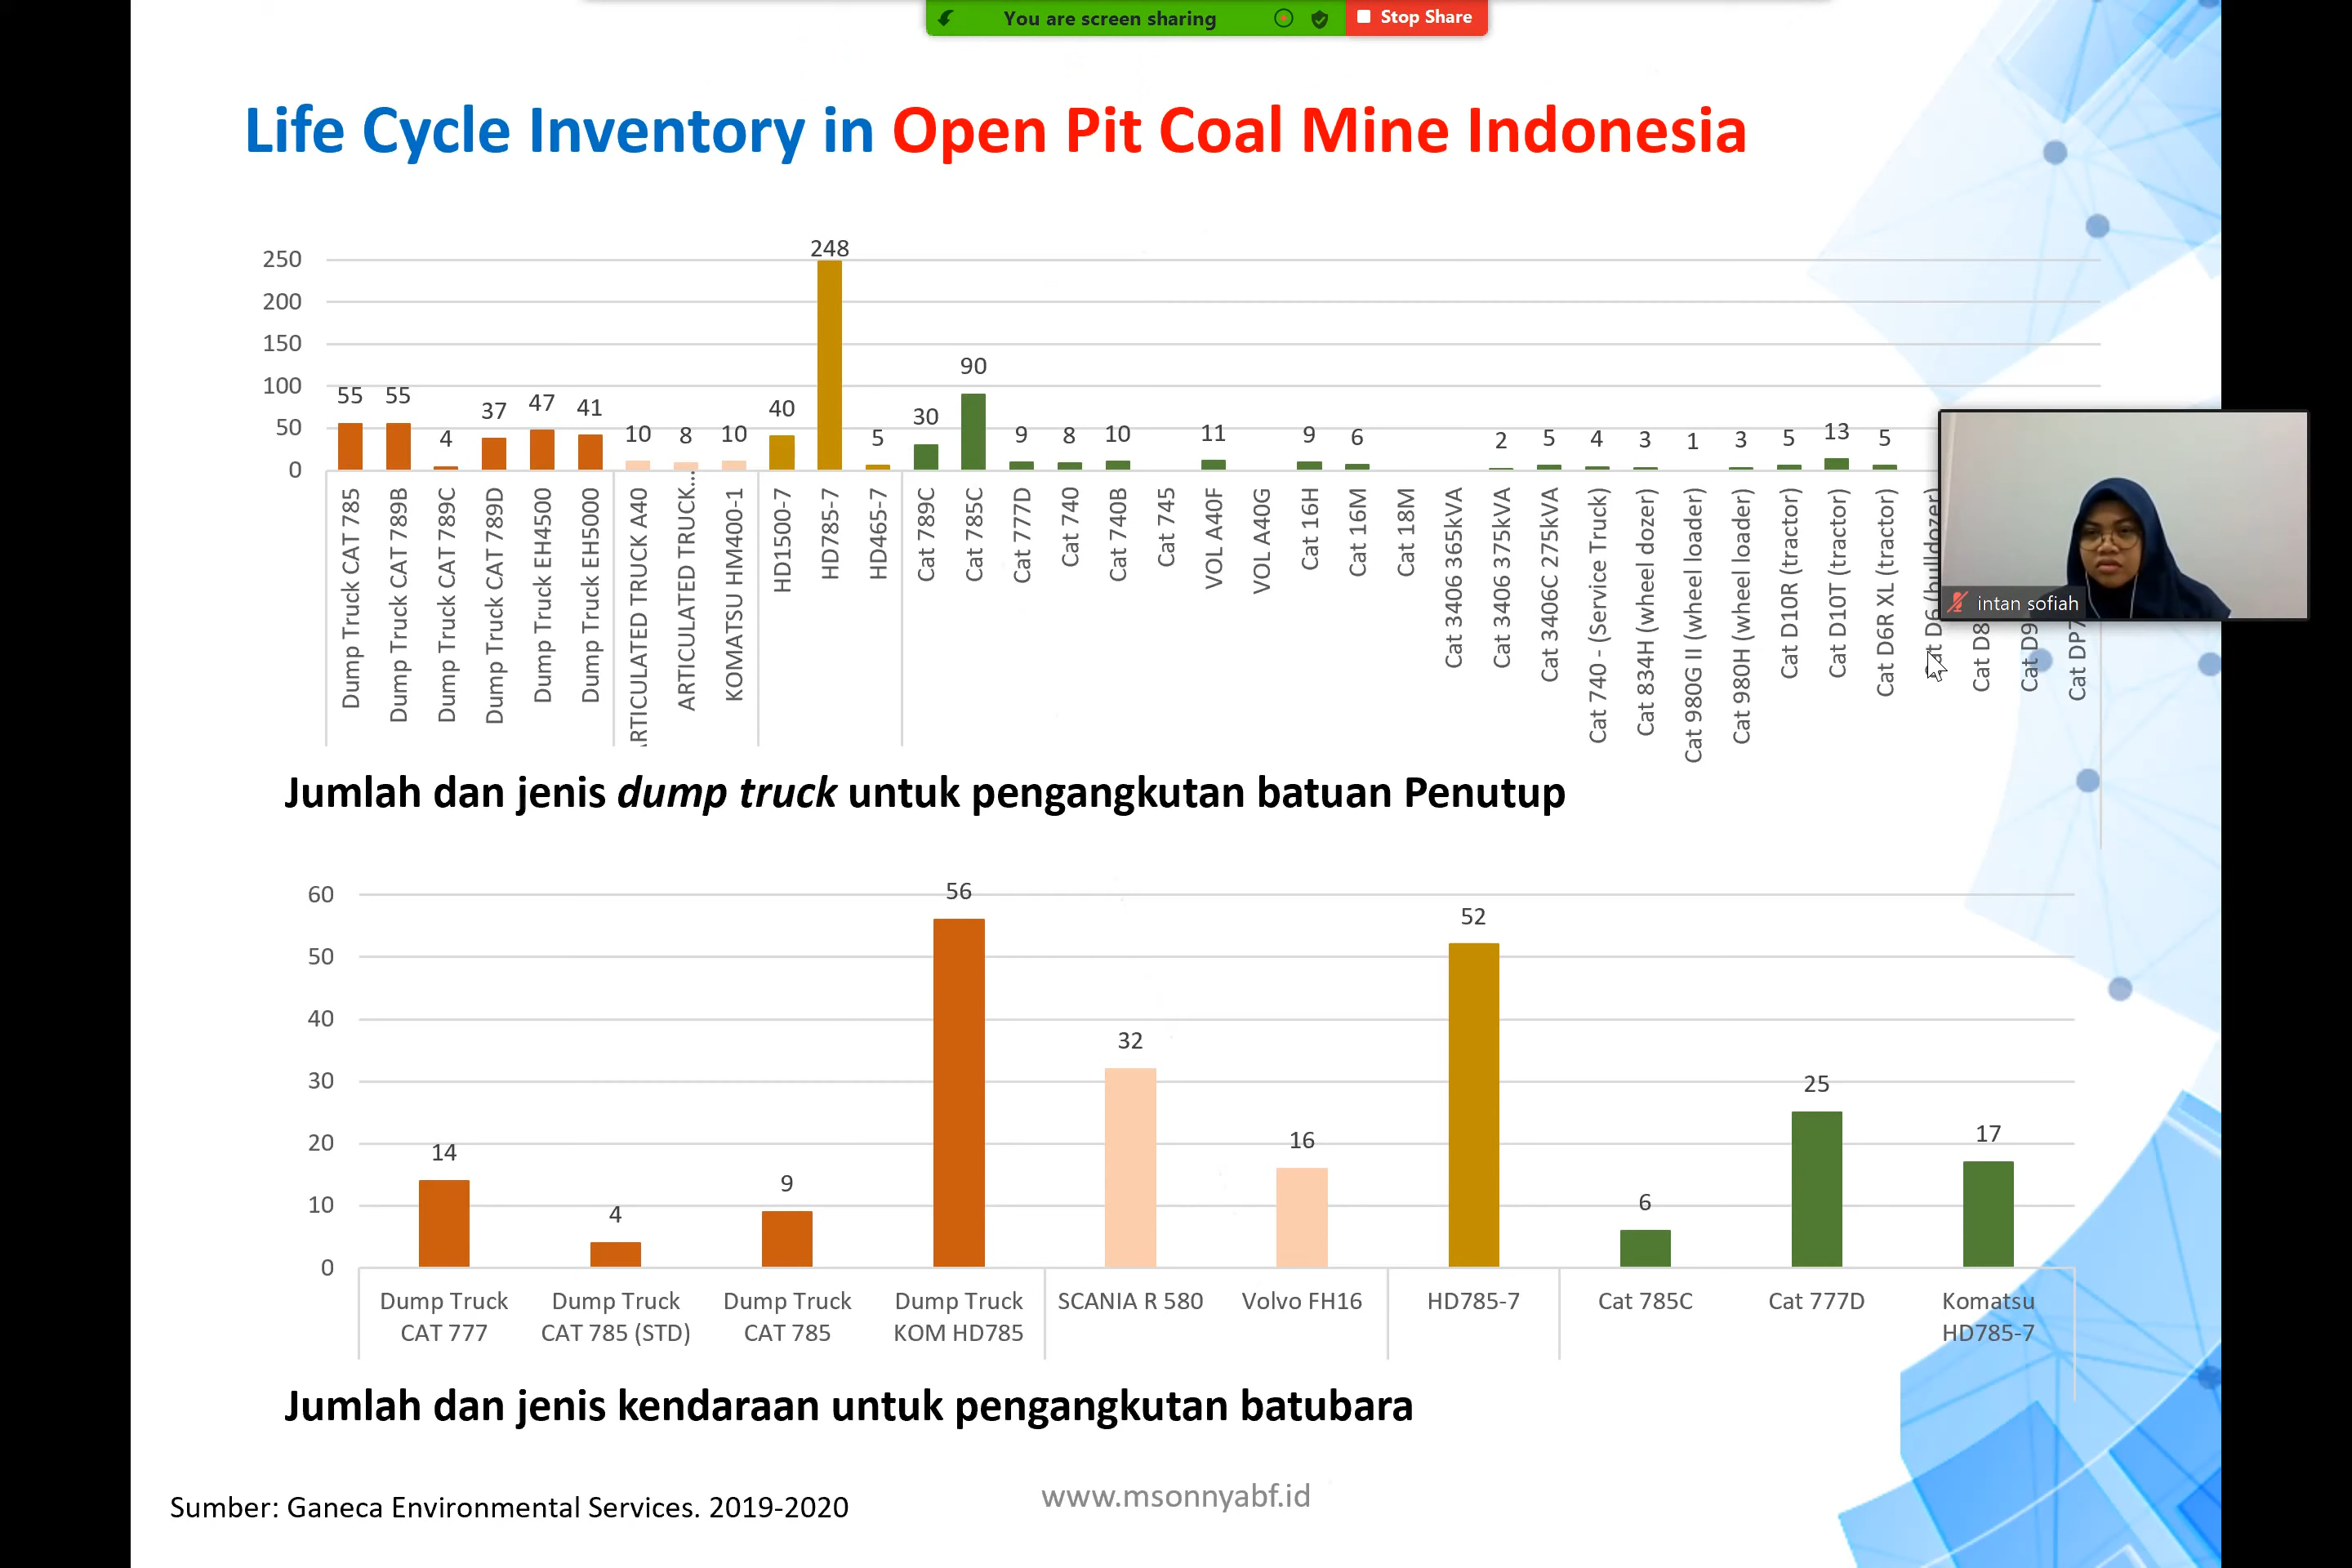 You are screen sharing
Stop Share
Life Cycle Inventory in Open Pit Coal Mine Indonesia
250
200
150
100
50
0
55
55
4
37
47
41
10
8
10
40
248
5
30
90
9
8
10
11
9
6
2
5
4
3
1
3
5
13
5
Dump Truck CAT 785
Dump Truck CAT 789B
Dump Truck CAT 789C
Dump Truck CAT 789D
Dump Truck EH4500
Dump Truck EH5000
RTICULATED TRUCK A40
ARTICULATED TRUCK...
KOMATSU HM400-1
HD1500-7
HD785-7
HD465-7
Cat 789C
Cat 785C
Cat 777D
Cat 740
Cat 740B
Cat 745
VOL A40F
VOL A40G
Cat 16H
Cat 16M
Cat 18M
Cat 3406 365kVA
Cat 3406 375kVA
Cat 3406C 275kVA
Cat 740 - (Service Truck)
Cat 834H (wheel dozer)
Cat 980G II (wheel loader)
Cat 980H (wheel loader)
Cat D10R (tractor)
Cat D10T (tractor)
Cat D6R XL (tractor)
Cat D6 (bulldozer)
Cat D8
Cat D9
Cat DP7
intan sofiah
Jumlah dan jenis dump truck untuk pengangkutan batuan Penutup
60
50
40
30
20
10
0
14
4
9
56
32
16
52
6
25
17
Dump Truck
CAT 777
Dump Truck
CAT 785 (STD)
Dump Truck
CAT 785
Dump Truck
KOM HD785
SCANIA R 580
Volvo FH16
HD785-7
Cat 785C
Cat 777D
Komatsu
HD785-7
Jumlah dan jenis kendaraan untuk pengangkutan batubara
www.msonnyabf.id
Sumber: Ganeca Environmental Services. 2019-2020